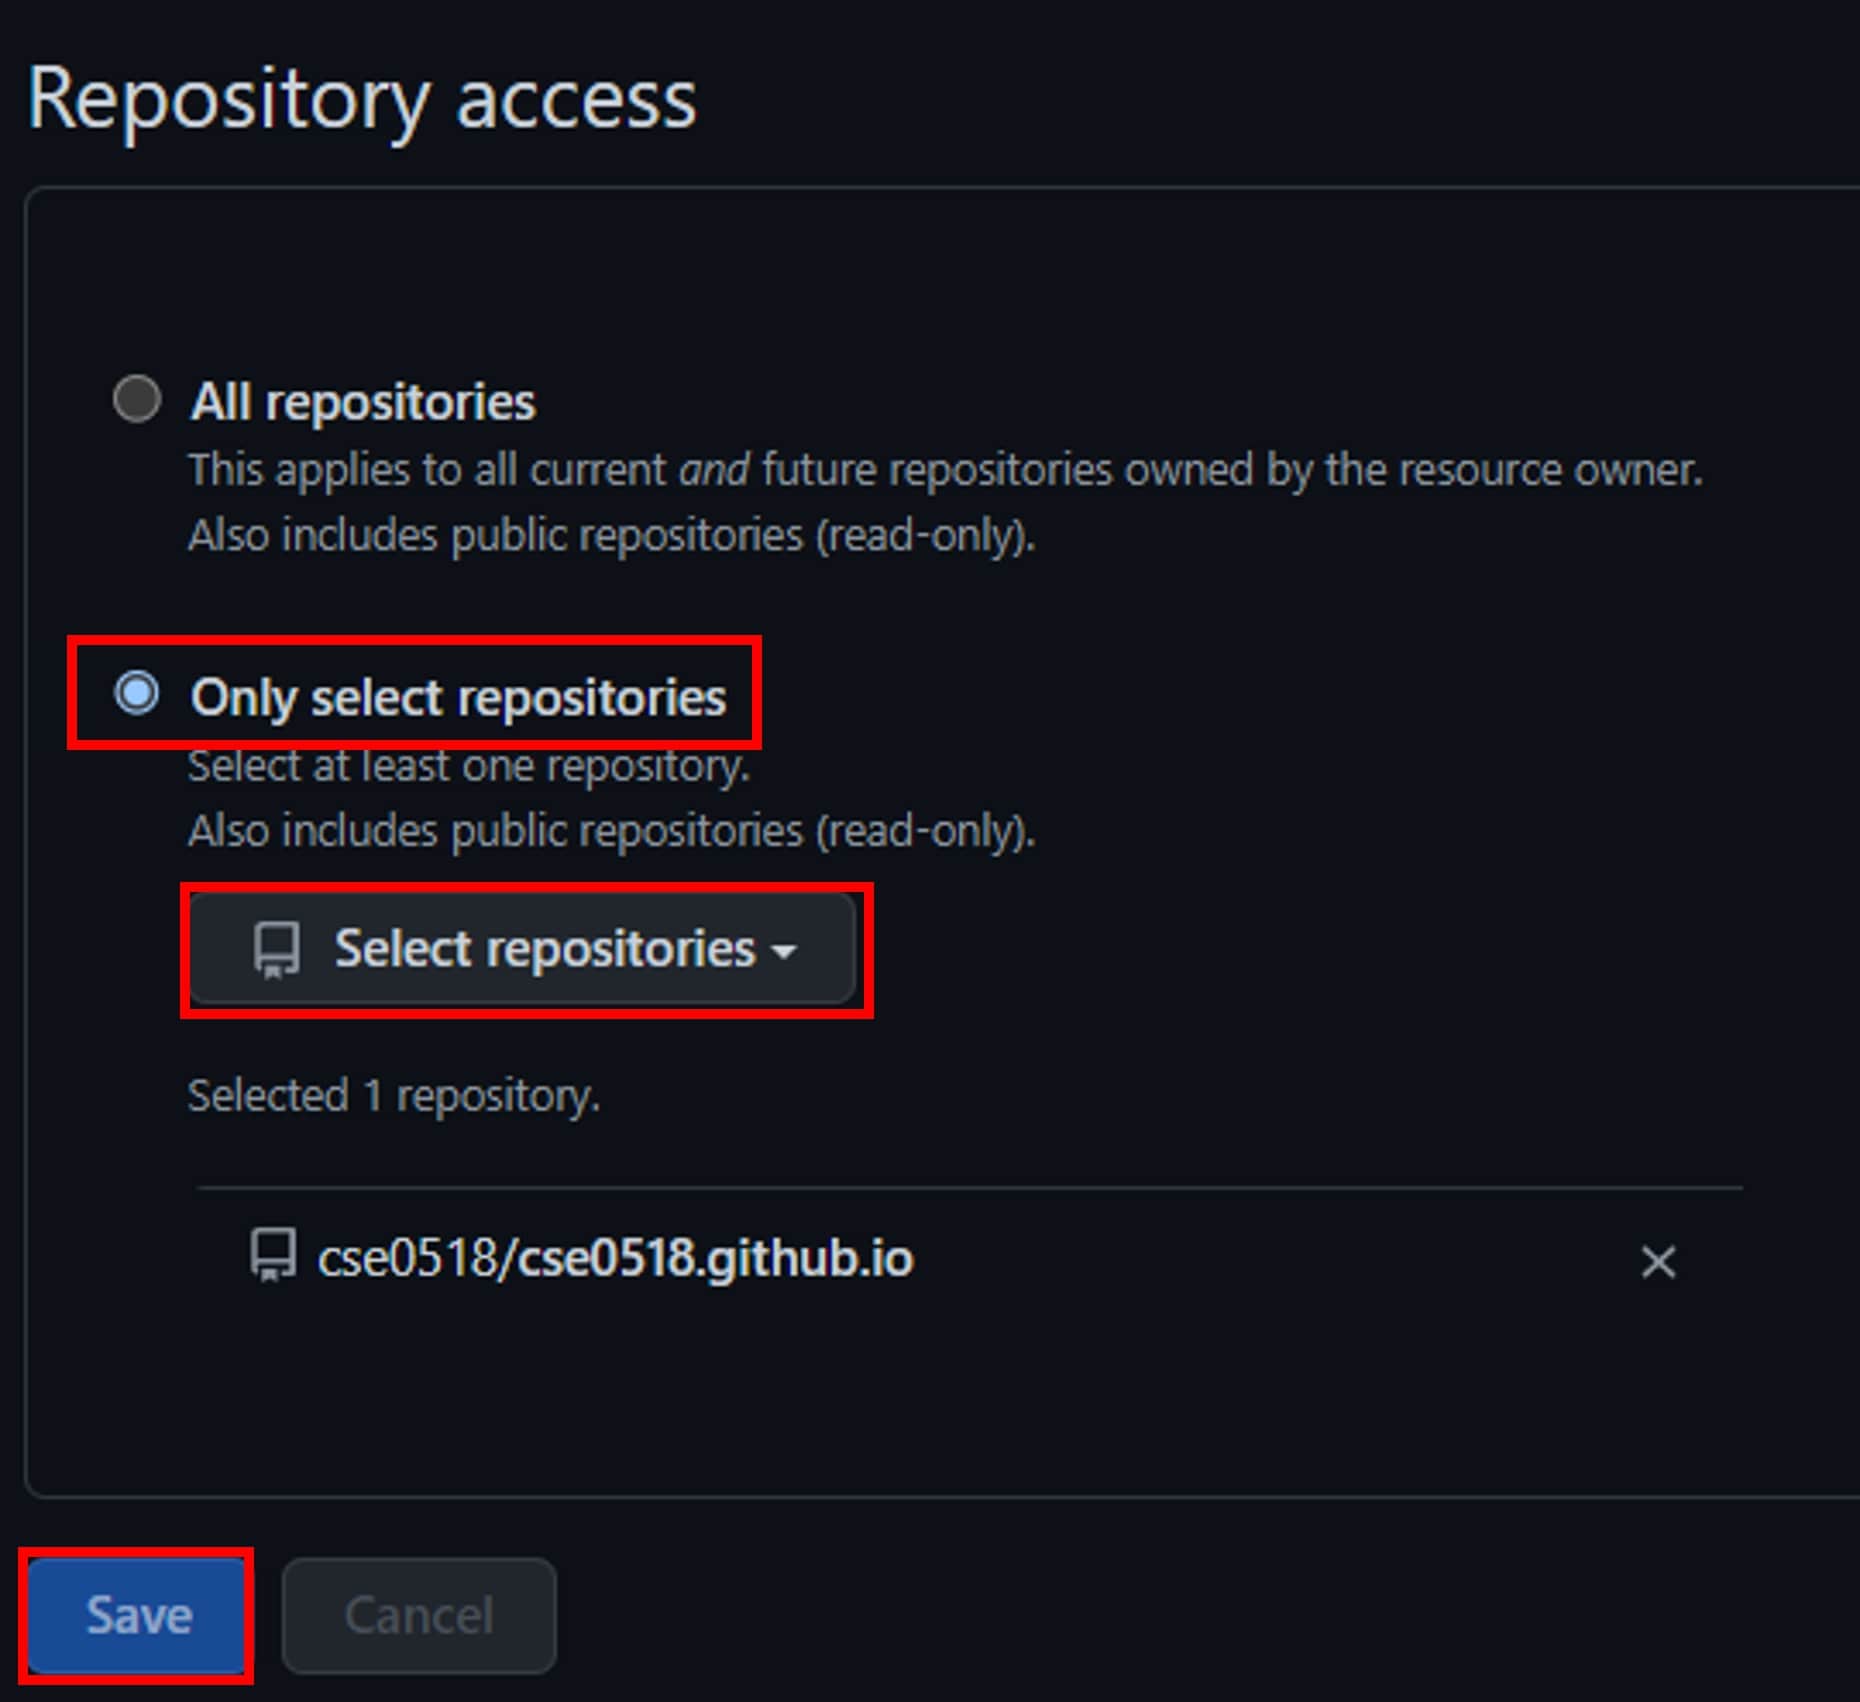 Repository access
All repositories
This applies to all current and future repositories owned by the resource owner.
Also includes public repositories (read-only).
Only select repositories
Select at least one repository.
Also includes public repositories (read-only).
Select repositories
Selected 1 repository.
cse0518/cse0518.github.io
Save
Cancel